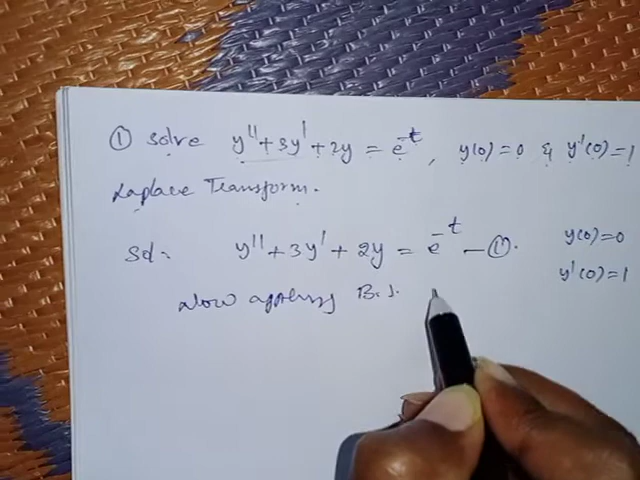 ① Solve y'' + 3y' + 2y = e^-t, y(0) = 0 & y'(0) = 1
Laplace Transform.
Sol: y'' + 3y' + 2y = e^-t — ①. y(0) = 0
y'(0) = 1
Now applying B.S.